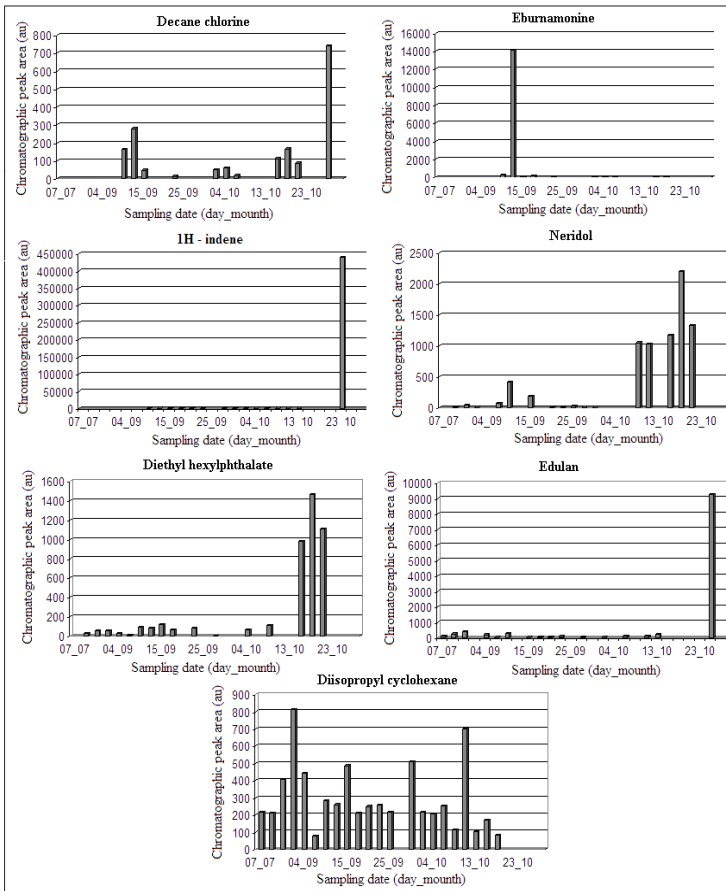 Decane chlorine
Chromatographic peak area (au)
800
700
600
500
400
300
200
100
0
07_07 04_09 15_09 25_09 04_10 13_10 23_10
Sampling date (day_mounth)
Eburnamonine
Chromatographic peak area (au)
16000
14000
12000
10000
8000
6000
4000
2000
0
07_07 04_09 15_09 25_09 04_10 13_10 23_10
Sampling date (day_mounth)
1H - indene
Chromatographic peak area (au)
450000
400000
350000
300000
250000
200000
150000
100000
50000
0
07_07 04_09 15_09 25_09 04_10 13_10 23_10
Sampling date (day_mounth)
Neridol
Chromatographic peak area (au)
2500
2000
1500
1000
500
0
07_07 04_09 15_09 25_09 04_10 13_10 23_10
Sampling date (day_mounth)
Diethyl hexylphthalate
Chromatographic peak area (au)
1600
1400
1200
1000
800
600
400
200
0
07_07 04_09 15_09 25_09 04_10 13_10 23_10
Sampling date (day_mounth)
Edulan
Chromatographic peak area (au)
10000
9000
8000
7000
6000
5000
4000
3000
2000
1000
0
07_07 04_09 15_09 25_09 04_10 13_10 23_10
Sampling date (day_mounth)
Diisopropyl cyclohexane
Chromatographic peak area (au)
900
800
700
600
500
400
300
200
100
0
07_07 04_09 15_09 25_09 04_10 13_10 23_10
Sampling date (day_mounth)